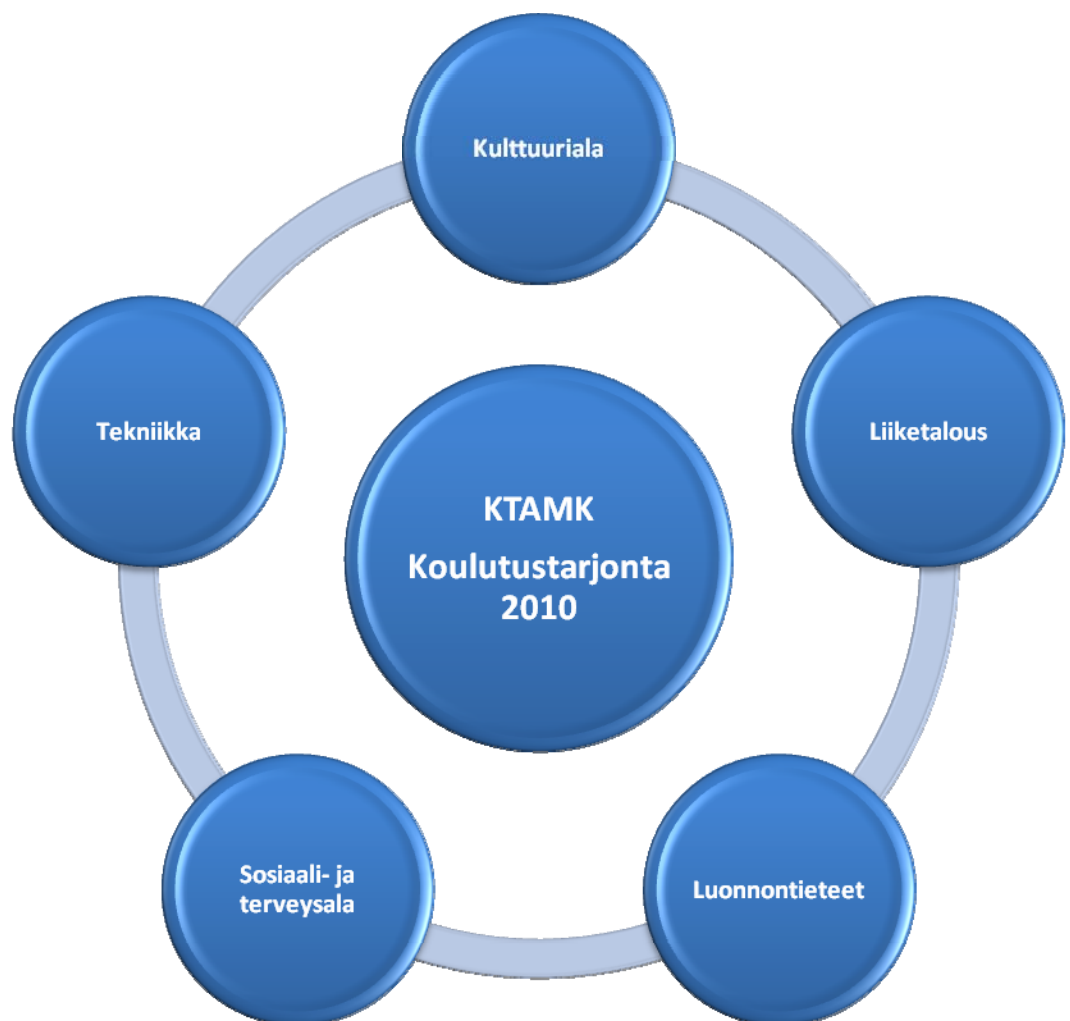 Kulttuuriala
Tekniikka
Liiketalous
KTAMK
Koulutustarjonta
2010
Sosiaali- ja
terveysala
Luonnontieteet